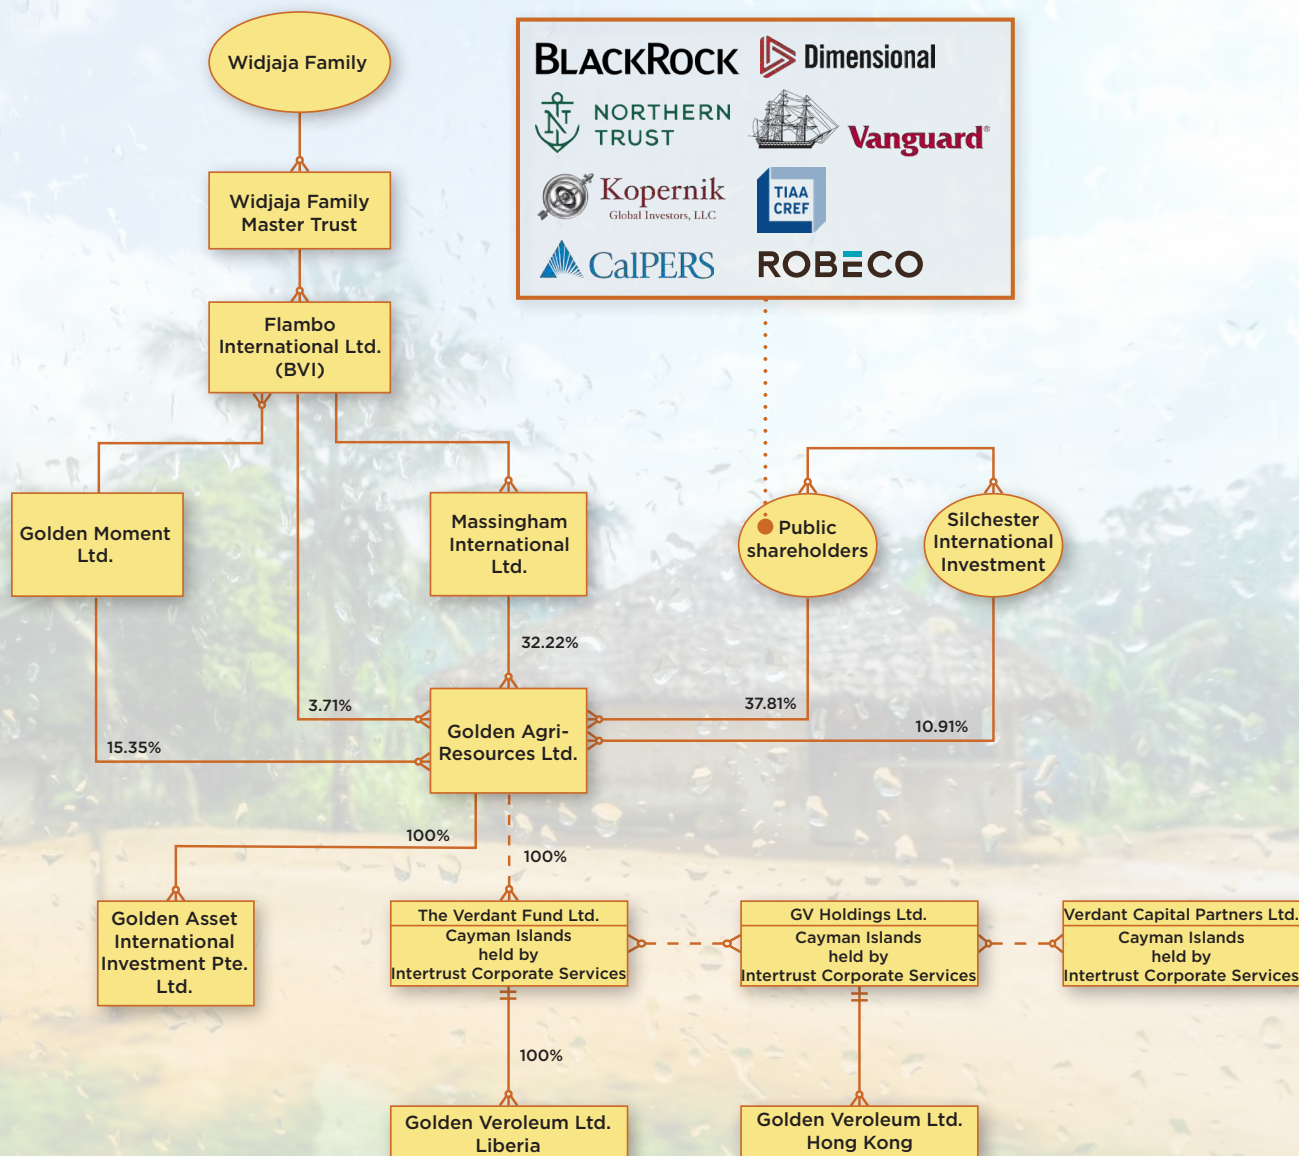 Widjaja Family
Widjaja Family
Master Trust
Flambo
International Ltd.
(BVI)
BLACKROCK
Dimensional
NORTHERN
TRUST
Vanguard®
Kopernik
Global Investors, LLC
TIAA
CREF
CalPERS
ROBECO
Golden Moment
Ltd.
Massingham
International
Ltd.
Public
shareholders
Silchester
International
Investment
32.22%
3.71%
37.81%
10.91%
15.35%
Golden Agri-
Resources Ltd.
100%
100%
Golden Asset
International
Investment Pte.
Ltd.
The Verdant Fund Ltd.
Cayman Islands
held by
Intertrust Corporate Services
GV Holdings Ltd.
Cayman Islands
held by
Intertrust Corporate Services
Verdant Capital Partners Ltd.
Cayman Islands
held by
Intertrust Corporate Services
100%
Golden Veroleum Ltd.
Liberia
Golden Veroleum Ltd.
Hong Kong